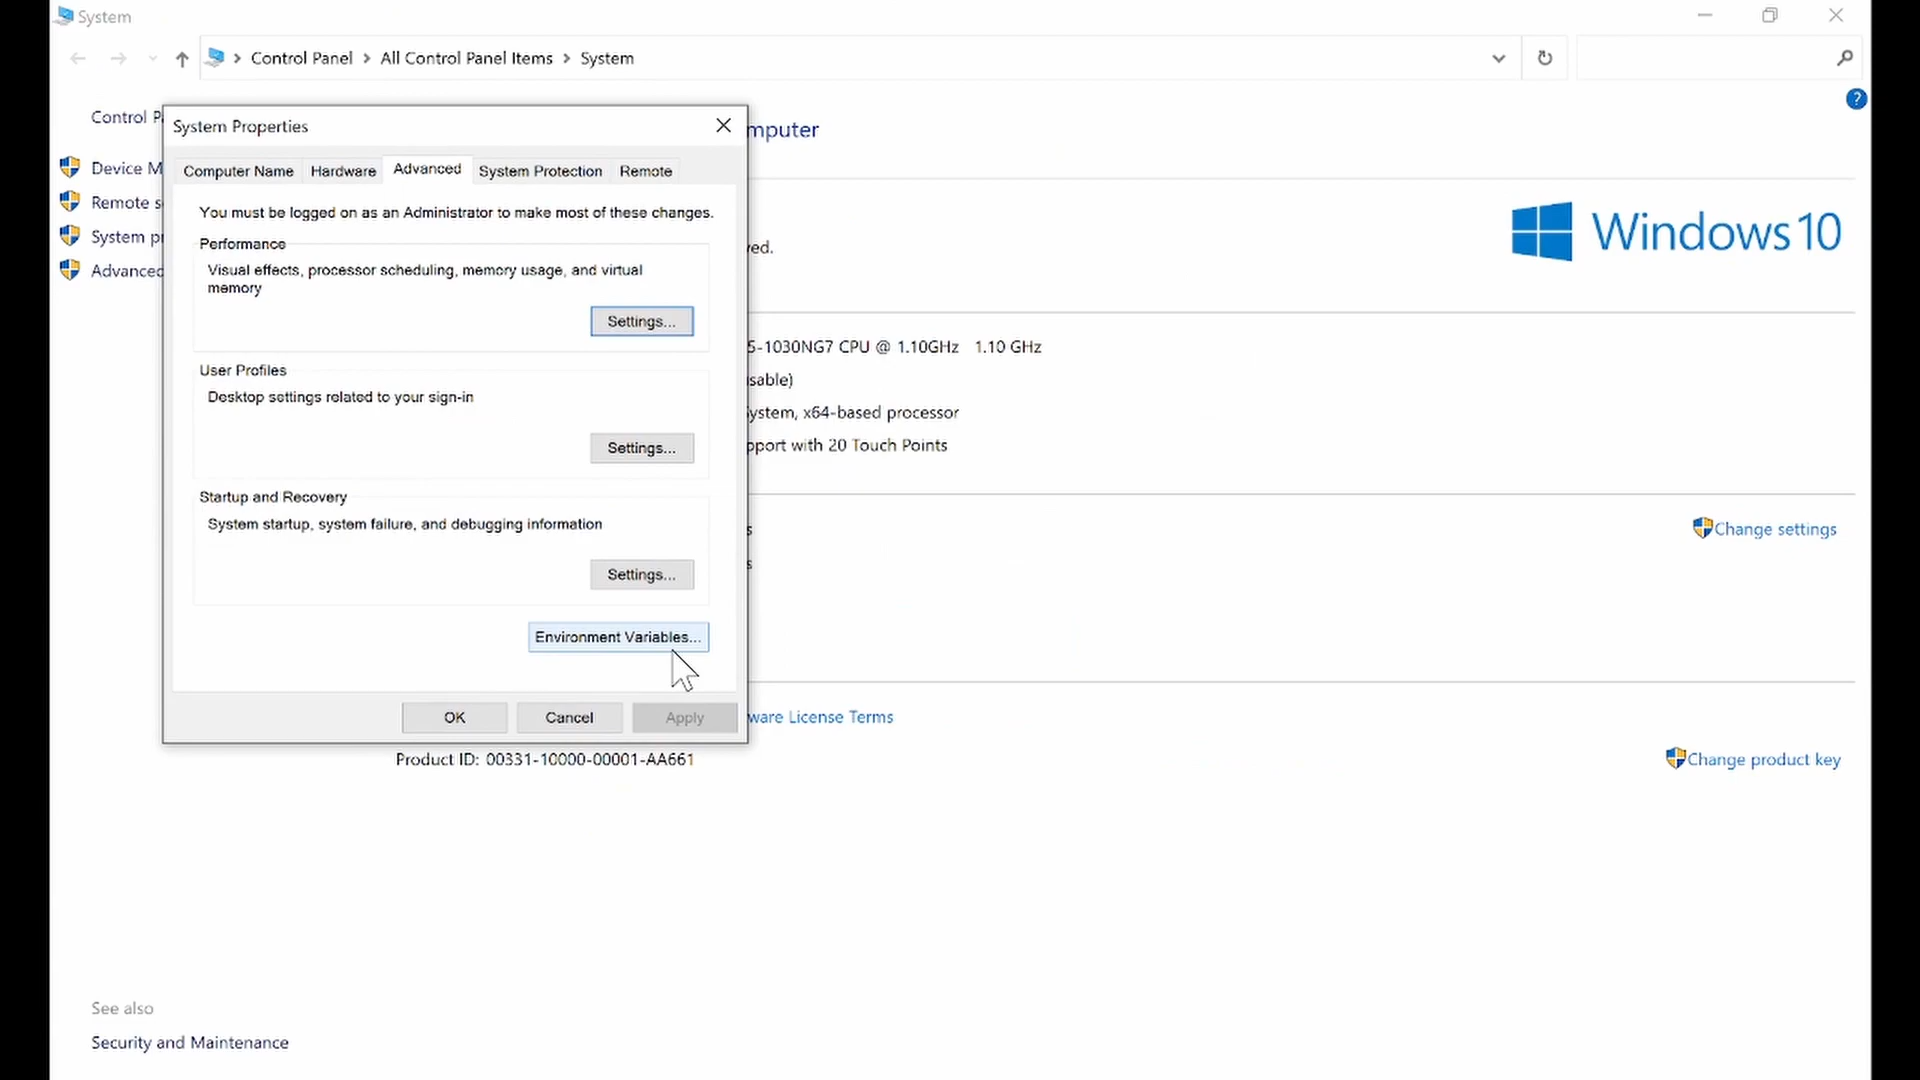 System
Control Panel > All Control Panel Items > System
?
Control P
Device M
Remote s
System pr
Advanced
System Properties
Computer Name
Hardware
Advanced
System Protection
Remote
You must be logged on as an Administrator to make most of these changes.
Performance
Visual effects, processor scheduling, memory usage, and virtual
memory
Settings...
User Profiles
Desktop settings related to your sign-in
Settings...
Startup and Recovery
System startup, system failure, and debugging information
Settings...
Environment Variables...
OK
Cancel
Apply
mputer
ved.
Windows 10
5-1030NG7 CPU @ 1.10GHz 1.10 GHz
sable)
System, x64-based processor
pport with 20 Touch Points
s
Change settings
s
ware License Terms
Product ID: 00331-10000-00001-AA661
Change product key
See also
Security and Maintenance